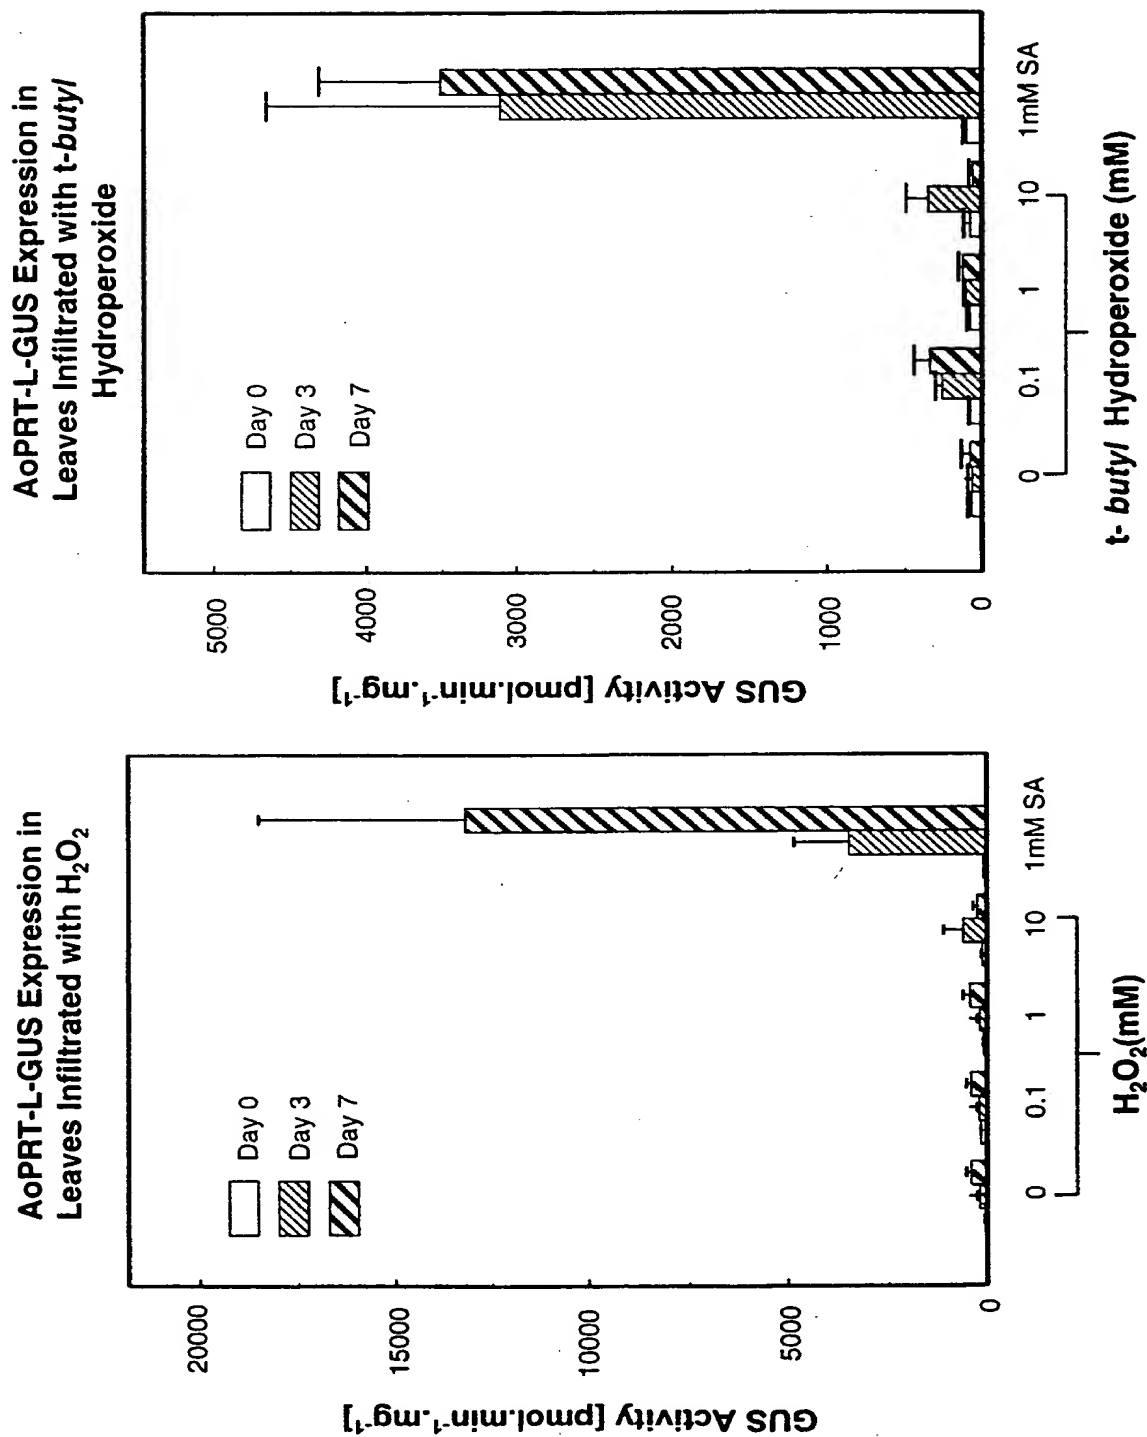 AoPRT-L-GUS Expression in
Leaves Infiltrated with H₂O₂
GUS Activity [pmol.min⁻¹.mg⁻¹]
20000
15000
10000
5000
0
Day 0
Day 3
Day 7
0 0.1 1 10 1mM SA
H₂O₂(mM)
AoPRT-L-GUS Expression in
Leaves Infiltrated with t-butyl
Hydroperoxide
GUS Activity [pmol.min⁻¹.mg⁻¹]
5000
4000
3000
2000
1000
0
Day 0
Day 3
Day 7
0 0.1 1 10 1mM SA
t- butyl Hydroperoxide (mM)